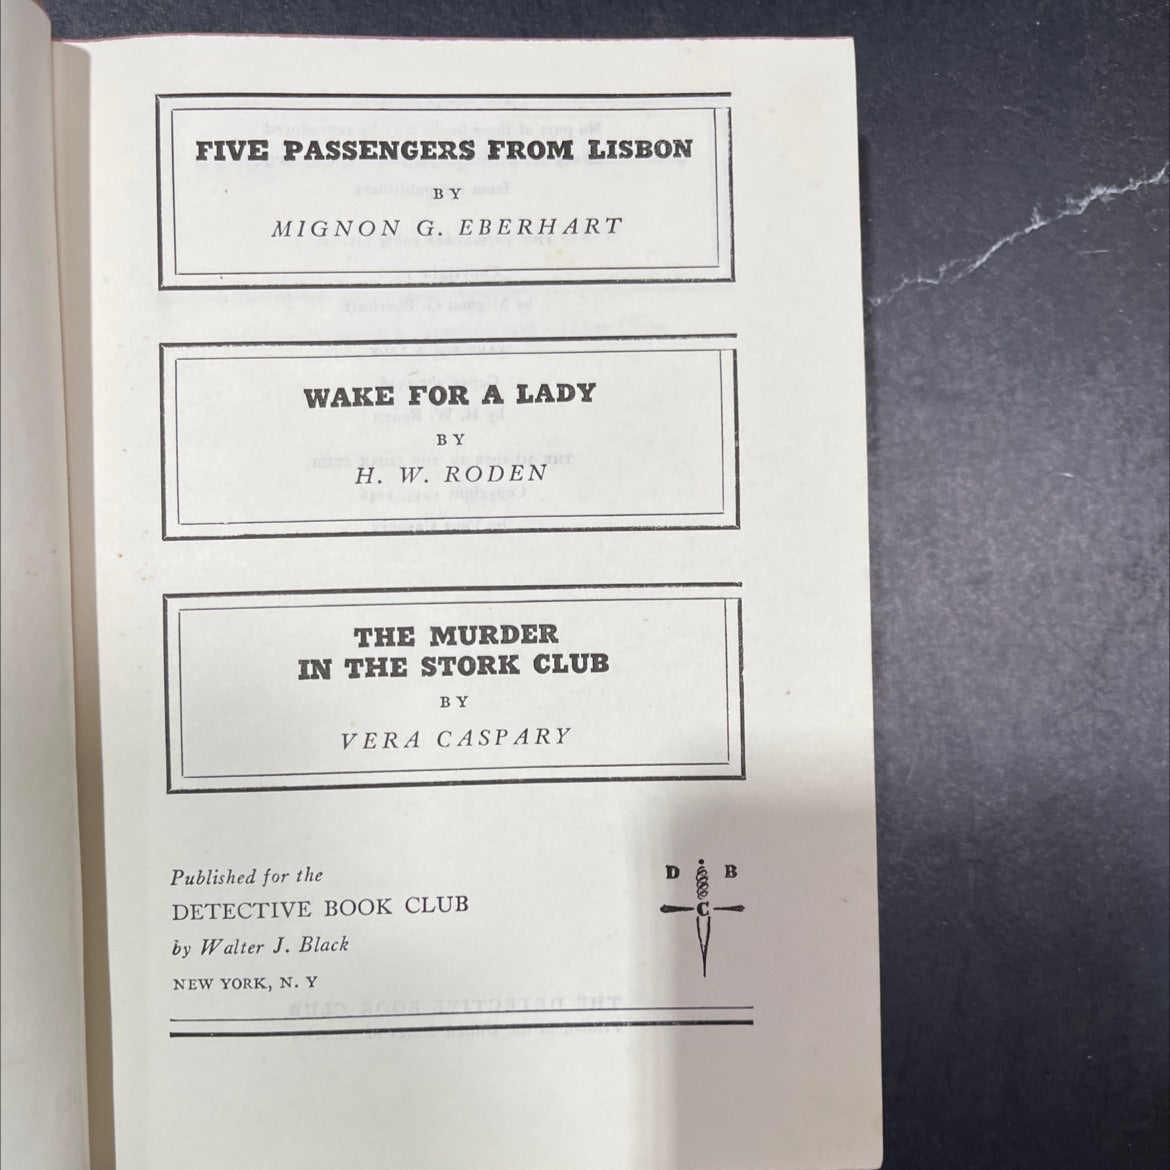 FIVE PASSENGERS FROM LISBON
BY
MIGNON G. EBERHART
WAKE FOR A LADY
BY
H. W. RODEN
THE MURDER
IN THE STORK CLUB
BY
VERA CASPARY
Published for the
DETECTIVE BOOK CLUB
by Walter J. Black
NEW YORK, N. Y
D B
C